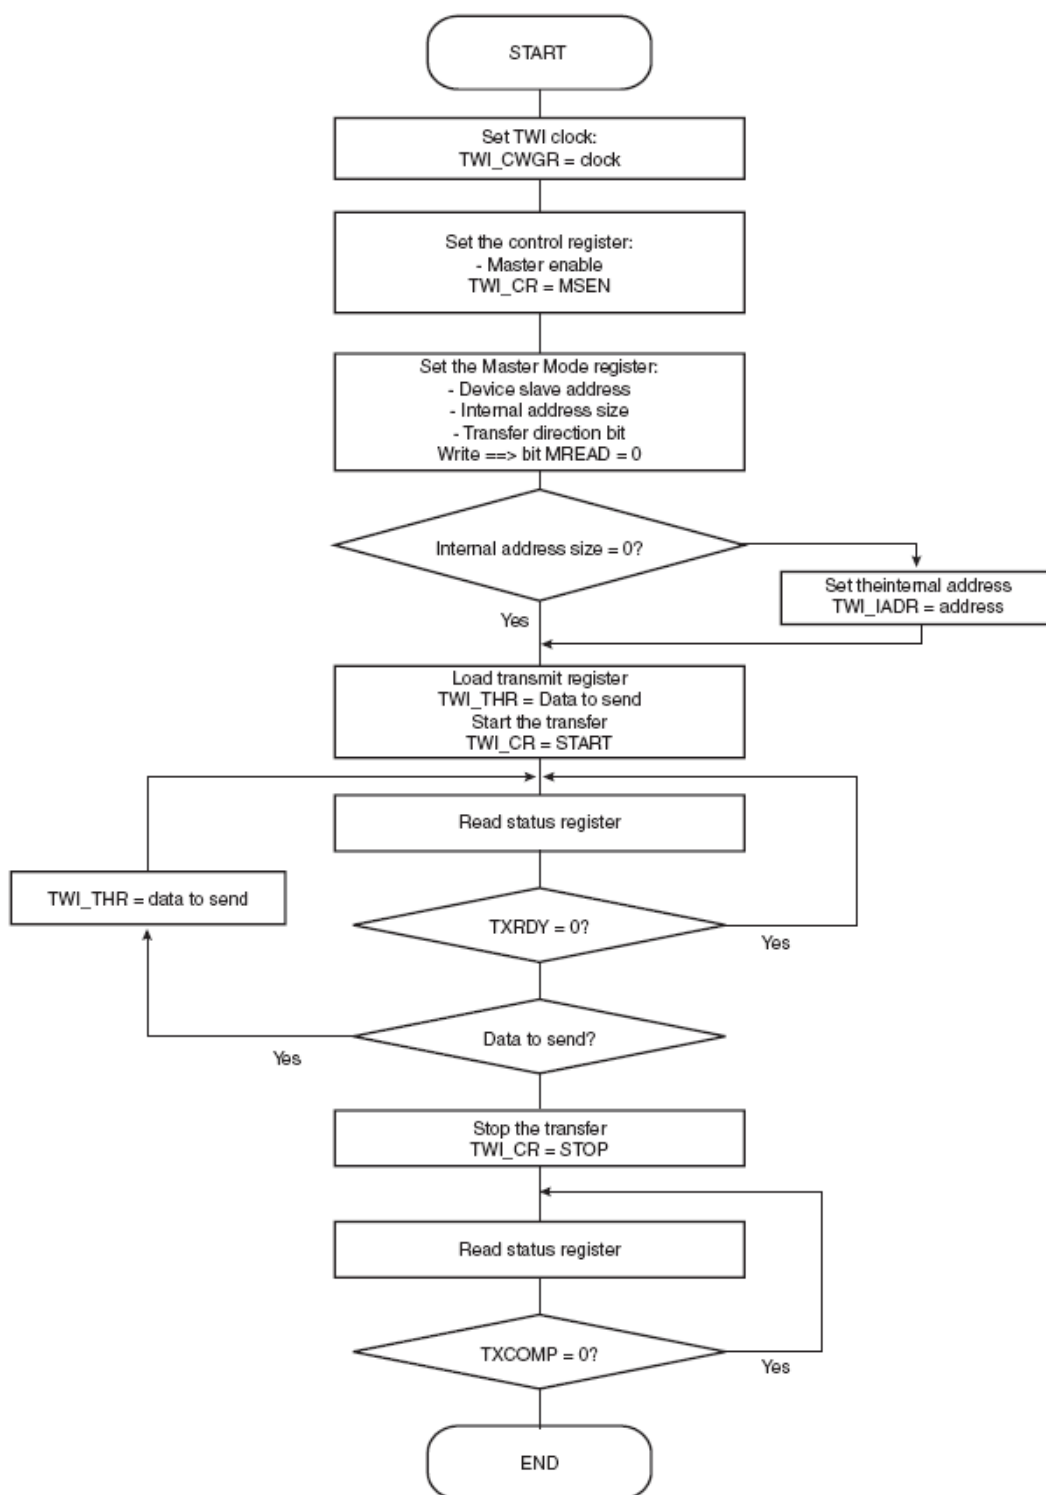 START
Set TWI clock:
TWI_CWGR = clock
Set the control register:
- Master enable
TWI_CR = MSEN
Set the Master Mode register:
- Device slave address
- Internal address size
- Transfer direction bit
Write ==> bit MREAD = 0
Internal address size = 0?
Set theinternal address
TWI_IADR = address
Yes
Load transmit register
TWI_THR = Data to send
Start the transfer
TWI_CR = START
Read status register
TWI_THR = data to send
TXRDY = 0?
Yes
Data to send?
Yes
Stop the transfer
TWI_CR = STOP
Read status register
TXCOMP = 0?
Yes
END